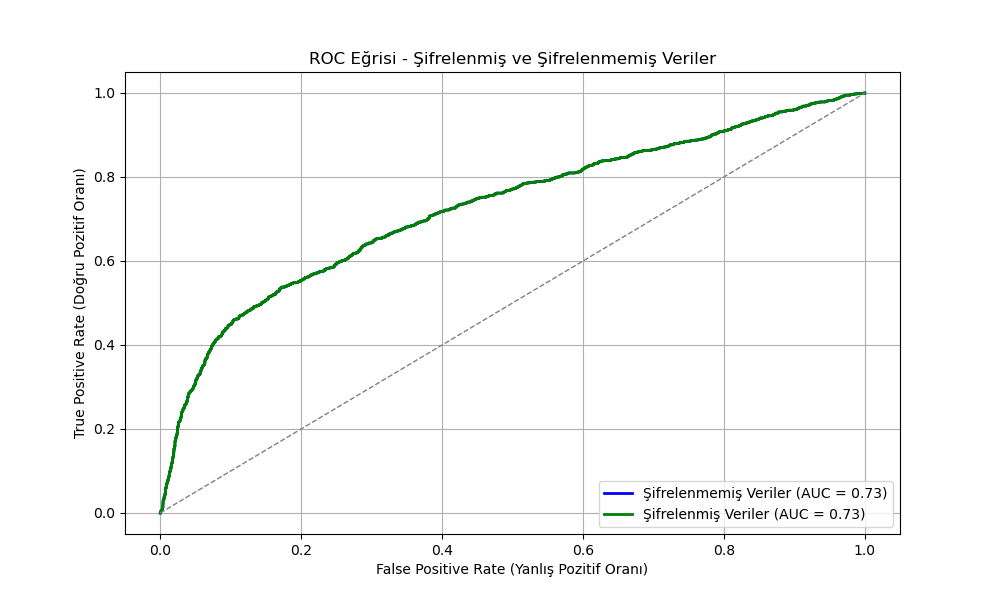 ROC Eğrisi - Şifrelenmiş ve Şifrelenmemiş Veriler
True Positive Rate (Doğru Pozitif Oranı)
1.0
0.8
0.6
0.4
0.2
0.0
Şifrelenmemiş Veriler (AUC = 0.73)
Şifrelenmiş Veriler (AUC = 0.73)
0.0 0.2 0.4 0.6 0.8 1.0
False Positive Rate (Yanlış Pozitif Oranı)